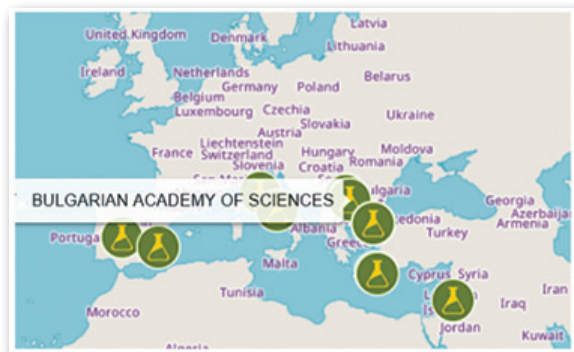 Latvia
United Kingdom
Denmark
Lithuania
Ireland
Netherlands
Belarus
Germany
Poland
Belgium
Luxembourg
Czechia
Ukraine
Slovakia
Austria
Liechtenstein
France
Switzerland
Hungary
Moldova
Slovenia
Croatia
Romania
BULGARIAN ACADEMY OF SCIENCES
Georgia
Azerbaijan
Armenia
Albania
Turkey
Malta
Cyprus
Syria
Tunisia
Iraq
Iran
Morocco
Jordan
Kuwait